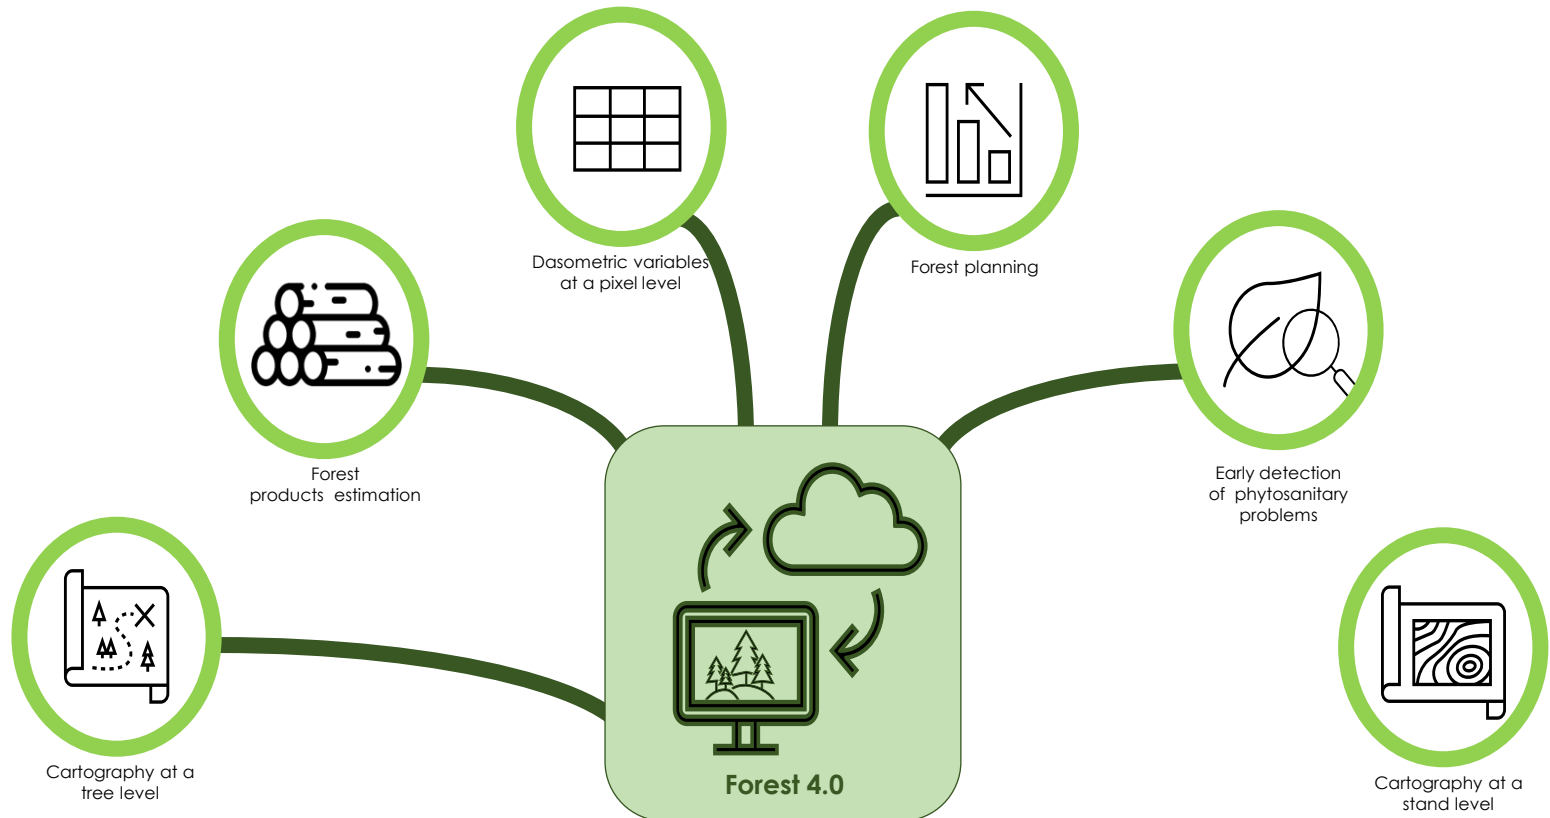 Dasometric variables
at a pixel level
Forest planning
Forest
products estimation
Early detection
of phytosanitary
problems
Cartography at a
tree level
Cartography at a
stand level
Forest 4.0